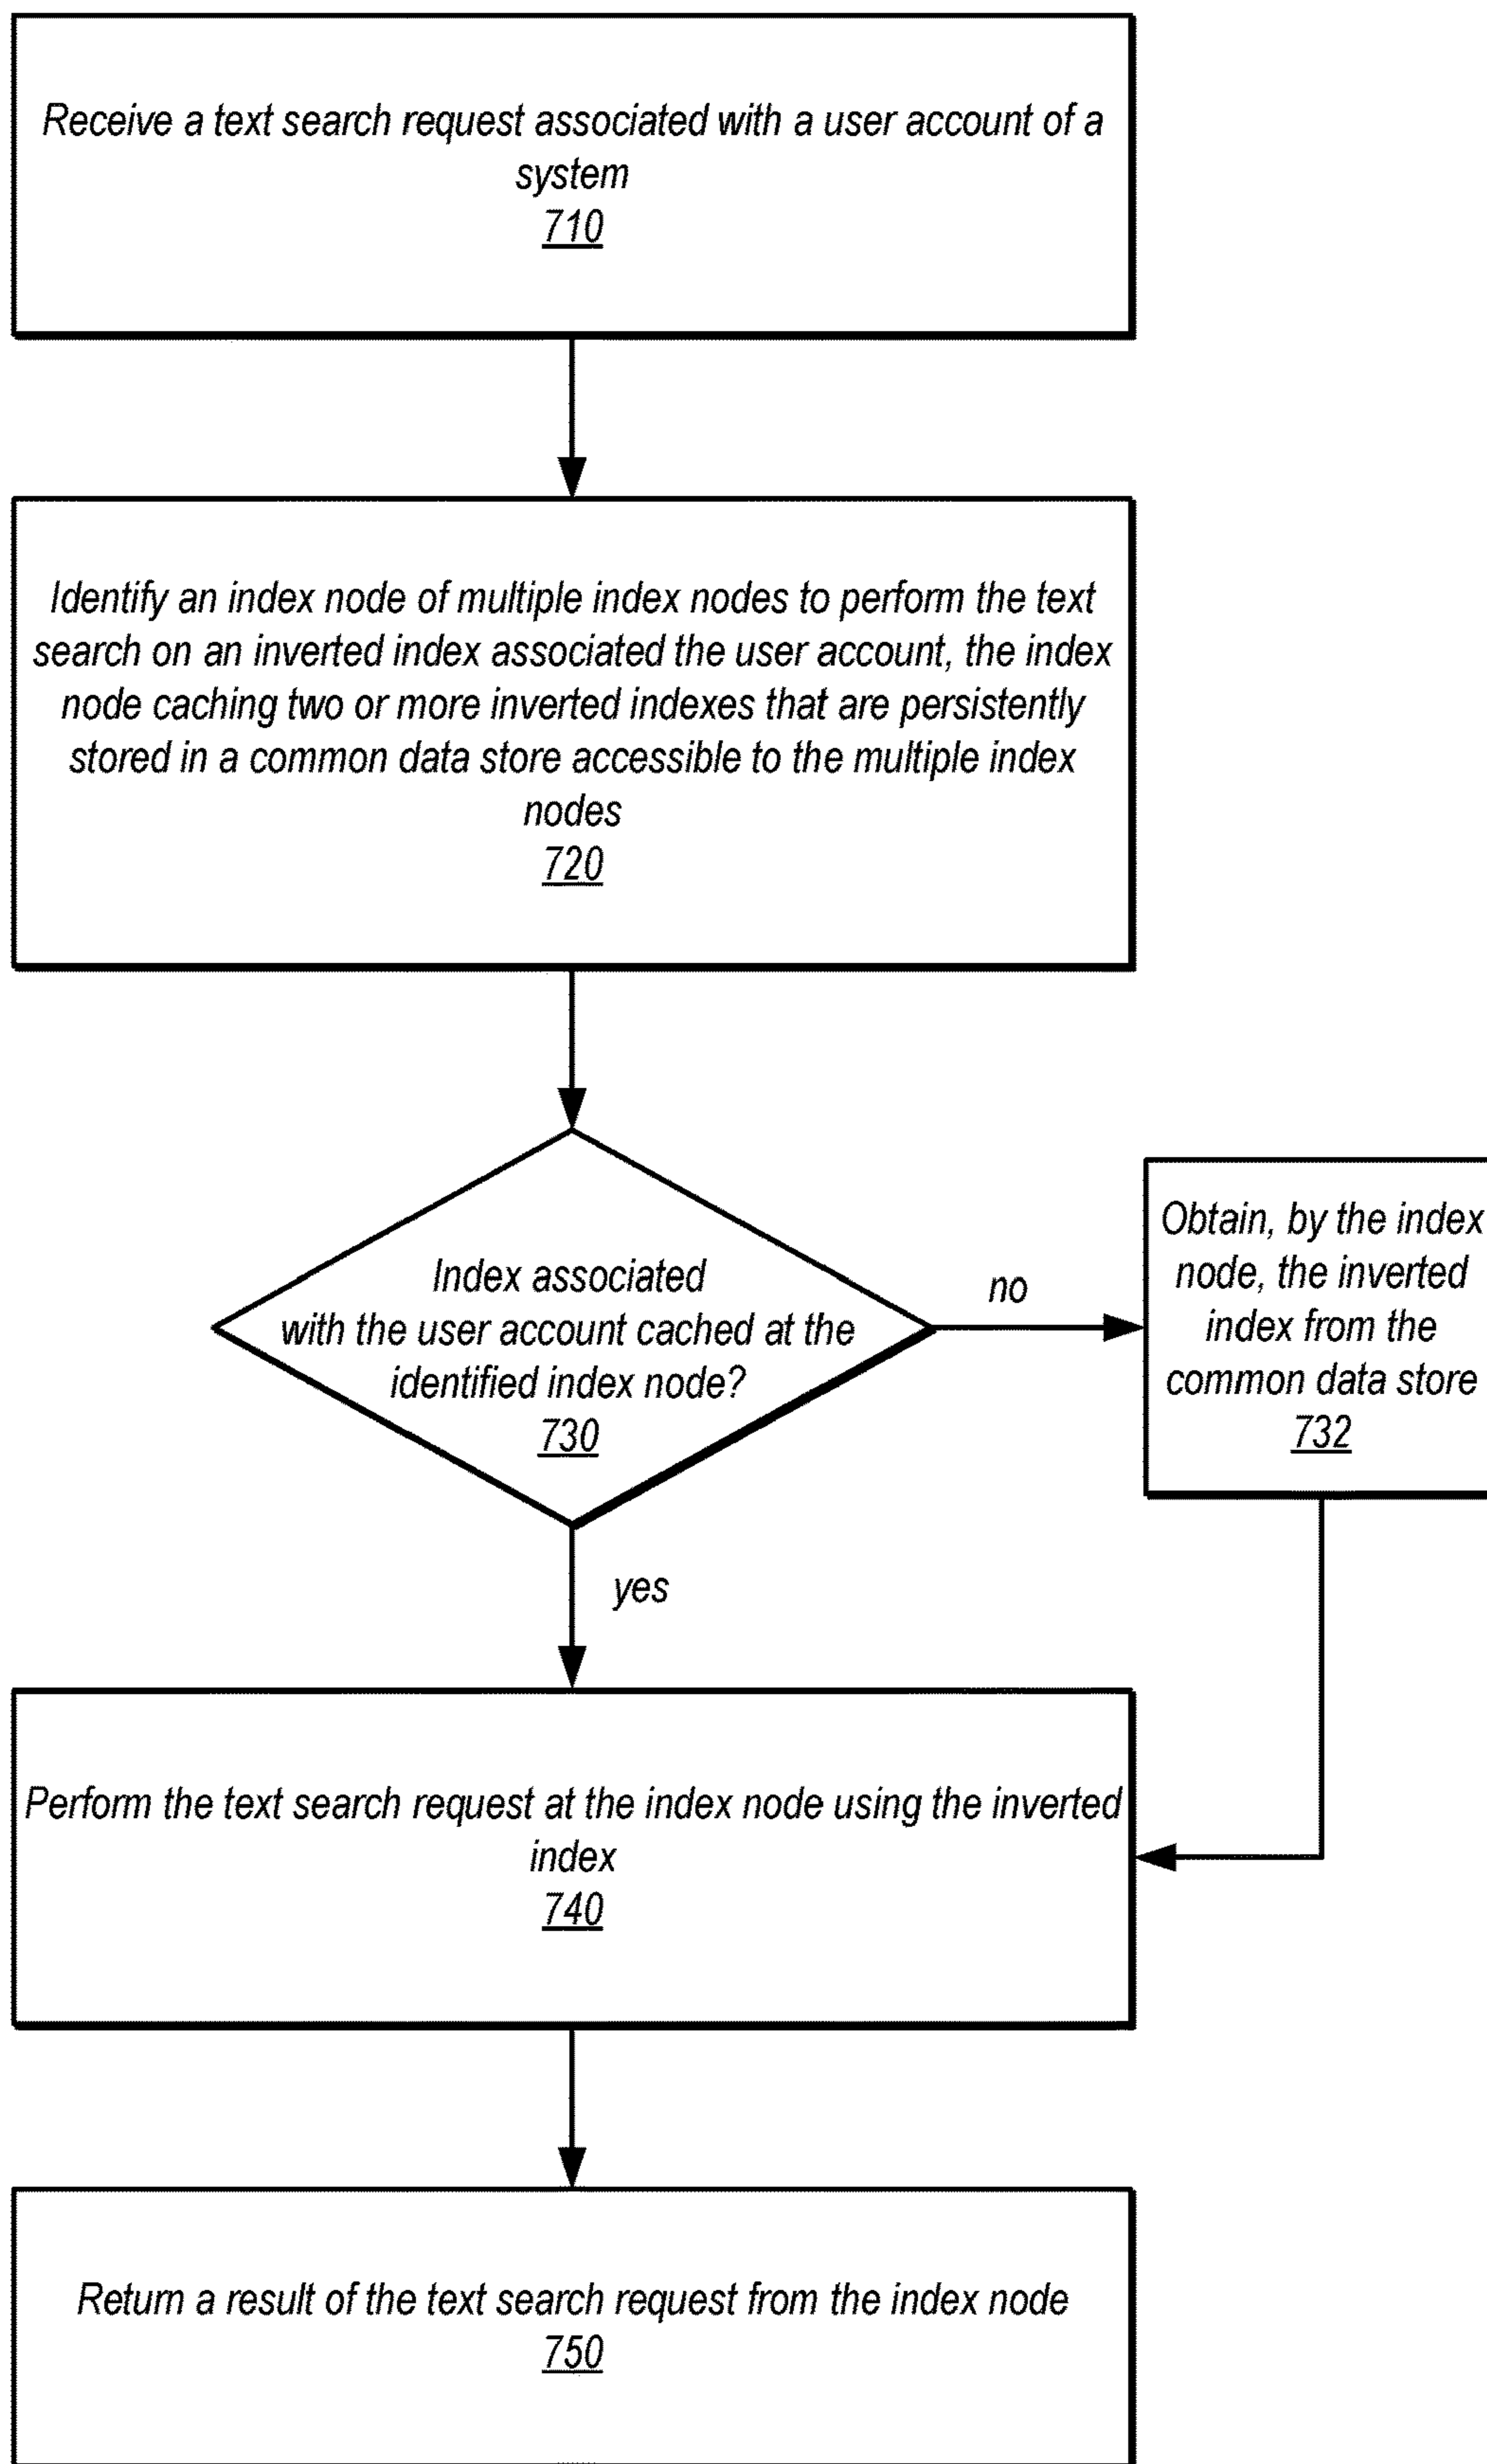 Receive a text search request associated with a user account of a
system
710
Identify an index node of multiple index nodes to perform the text
search on an inverted index associated the user account, the index
node caching two or more inverted indexes that are persistently
stored in a common data store accessible to the multiple index
nodes
720
Index associated
with the user account cached at the
identified index node?
730
no
Obtain, by the index
node, the inverted
index from the
common data store
732
yes
Perform the text search request at the index node using the inverted
index
740
Return a result of the text search request from the index node
750